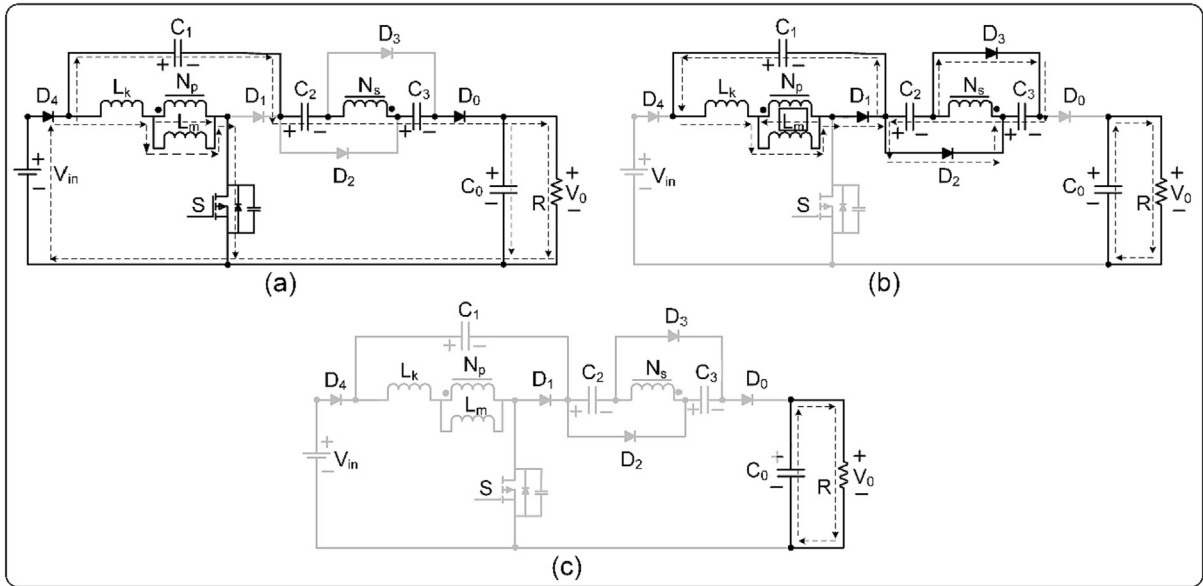 C1
D3
D4
Lk
Np
D1
C2
Ns
C3
D0
Lm
+ −
+ −
+ −
D2
+
−
Vin
S
C0
+
−
R
+
V0
−
(a)
C1
D3
D4
Lk
Np
D1
C2
Ns
C3
D0
Lm
+ −
+ −
+ −
D2
+
−
Vin
S
C0
+
−
R
+
V0
−
(b)
C1
D3
D4
Lk
Np
D1
C2
Ns
C3
D0
Lm
+ −
+ −
+ −
D2
+
−
Vin
S
C0
+
−
R
+
V0
−
(c)